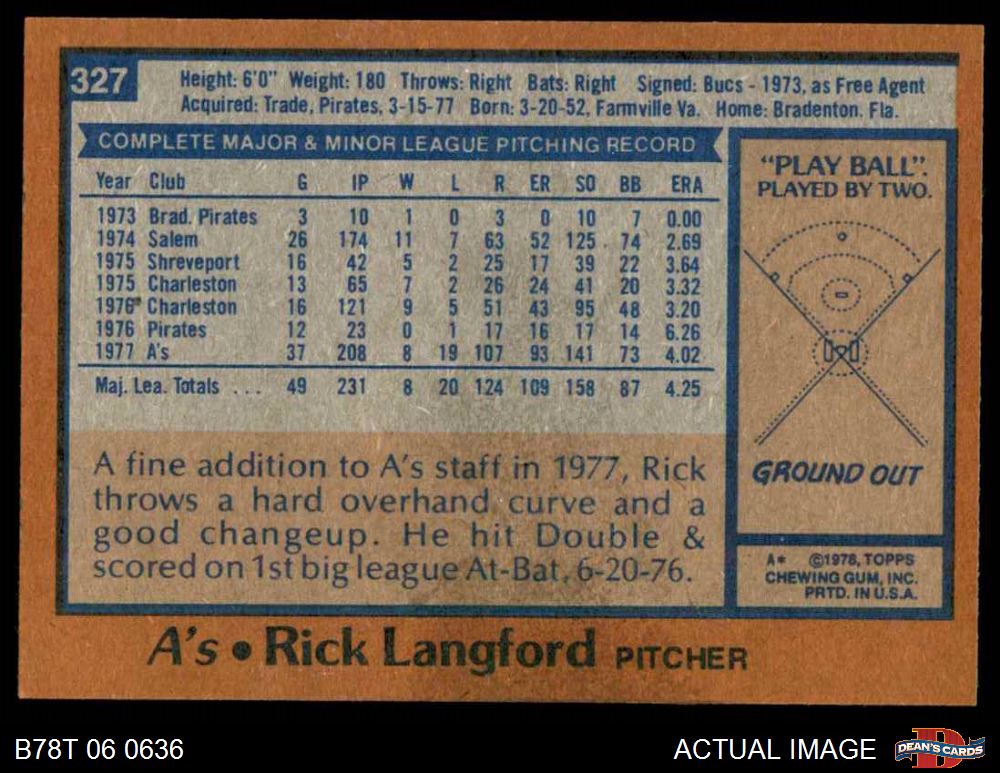 327
Height: 6'0" Weight: 180 Throws: Right Bats: Right Signed: Bucs - 1973, as Free Agent
Acquired: Trade, Pirates, 3-15-77 Born: 3-20-52, Farmville Va. Home: Bradenton. Fla.
COMPLETE MAJOR & MINOR LEAGUE PITCHING RECORD
Year Club G IP W L R ER SO BB ERA
1973 Brad. Pirates 3 10 1 0 3 0 10 7 0.00
1974 Salem 26 174 11 7 63 52 125 74 2.69
1975 Shreveport 16 42 5 2 25 17 39 22 3.64
1975 Charleston 13 65 7 2 26 24 41 20 3.32
1976* Charleston 16 121 9 5 51 43 95 48 3.20
1976 Pirates 12 23 0 1 17 16 17 14 6.26
1977 A's 37 208 8 19 107 93 141 73 4.02
Maj. Lea. Totals ... 49 231 8 20 124 109 158 87 4.25
A fine addition to A's staff in 1977, Rick
throws a hard overhand curve and a
good changeup. He hit Double &
scored on 1st big league At-Bat, 6-20-76.
"PLAY BALL".
PLAYED BY TWO.
GROUND OUT
A* ©1978, TOPPS
CHEWING GUM, INC.
PRTD. IN U.S.A.
A's • Rick Langford PITCHER
B78T 06 0636
ACTUAL IMAGE
D
DEAN'S CARDS